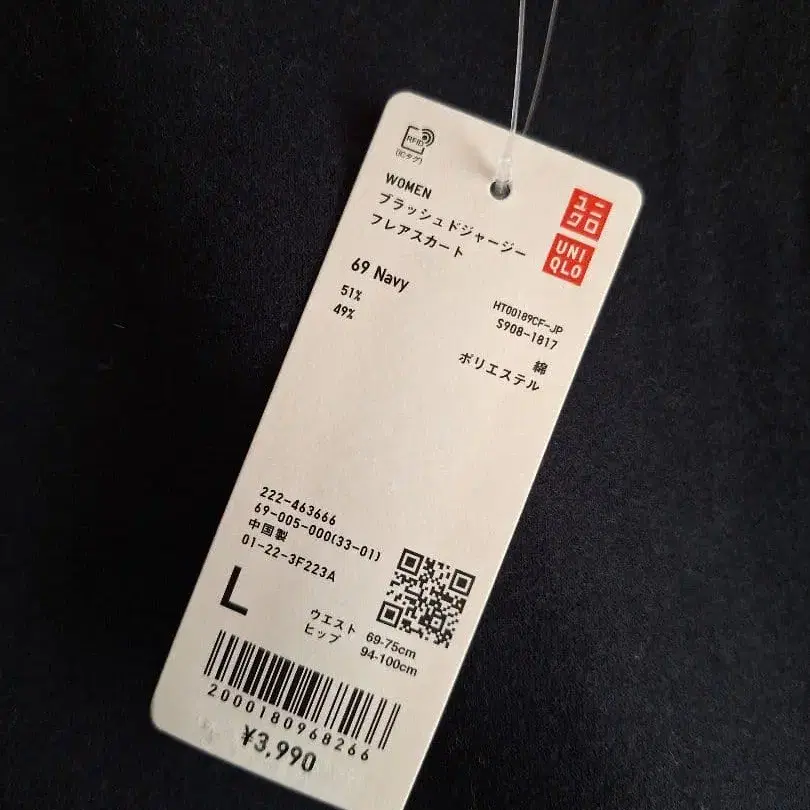 RFID
(ICタグ)
WOMEN
ブラッシュドジャージー
フレアスカート
ユニ
クロ
UNI
QLO
69 Navy
HT00189CF-JP
S908-1817
51% 綿
49% ポリエステル
222-463666
69-005-000(33-01)
中国製
01-22-3F223A
L
ウエスト 69-75cm
ヒップ 94-100cm
2000180968266
¥3,990